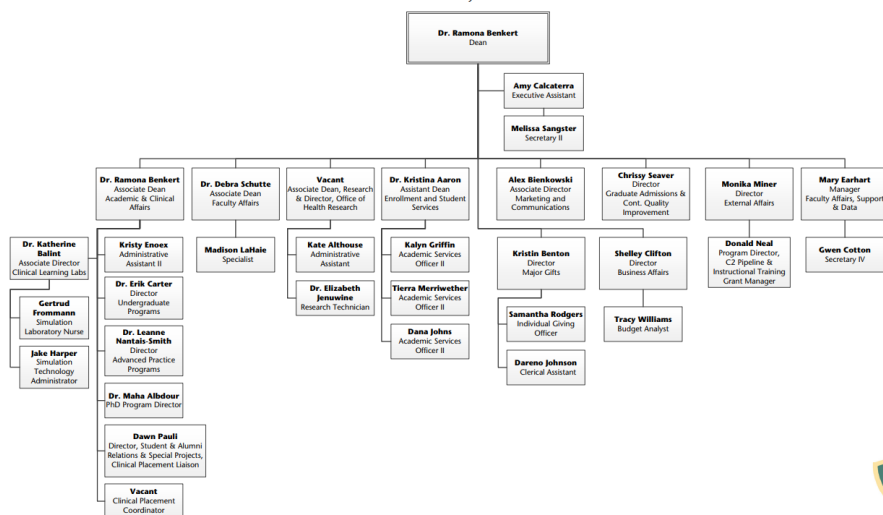 Dr. Ramona Benkert
Dean
Amy Calcaterra
Executive Assistant
Melissa Sangster
Secretary II
Dr. Ramona Benkert
Associate Dean
Academic & Clinical
Affairs
Dr. Debra Schutte
Associate Dean
Faculty Affairs
Vacant
Associate Dean, Research
& Director, Office of
Health Research
Dr. Kristina Aaron
Assistant Dean
Enrollment and Student
Services
Alex Bienkowski
Associate Director
Marketing and
Communications
Chrissy Seaver
Director
Graduate Admissions &
Cont. Quality
Improvement
Monika Miner
Director
External Affairs
Mary Earhart
Manager
Faculty Affairs, Support
& Data
Dr. Katherine
Balint
Associate Director
Clinical Learning Labs
Gertrud
Frommann
Simulation
Laboratory Nurse
Jake Harper
Simulation
Technology
Administrator
Kristy Enoex
Administrative
Assistant II
Dr. Erik Carter
Director
Undergraduate
Programs
Dr. Leanne
Nantais-Smith
Director
Advanced Practice
Programs
Dr. Maha Albdour
PhD Program Director
Dawn Pauli
Director, Student & Alumni
Relations & Special Projects,
Clinical Placement Liaison
Vacant
Clinical Placement
Coordinator
Madison LaHaie
Specialist
Kate Althouse
Administrative
Assistant
Dr. Elizabeth
Jenuwine
Research Technician
Kalyn Griffin
Academic Services
Officer II
Tierra Merriwether
Academic Services
Officer II
Dana Johns
Academic Services
Officer II
Kristin Benton
Director
Major Gifts
Samantha Rodgers
Individual Giving
Officer
Dareno Johnson
Clerical Assistant
Shelley Clifton
Director
Business Affairs
Tracy Williams
Budget Analyst
Donald Neal
Program Director,
C2 Pipeline &
Instructional Training
Grant Manager
Gwen Cotton
Secretary IV